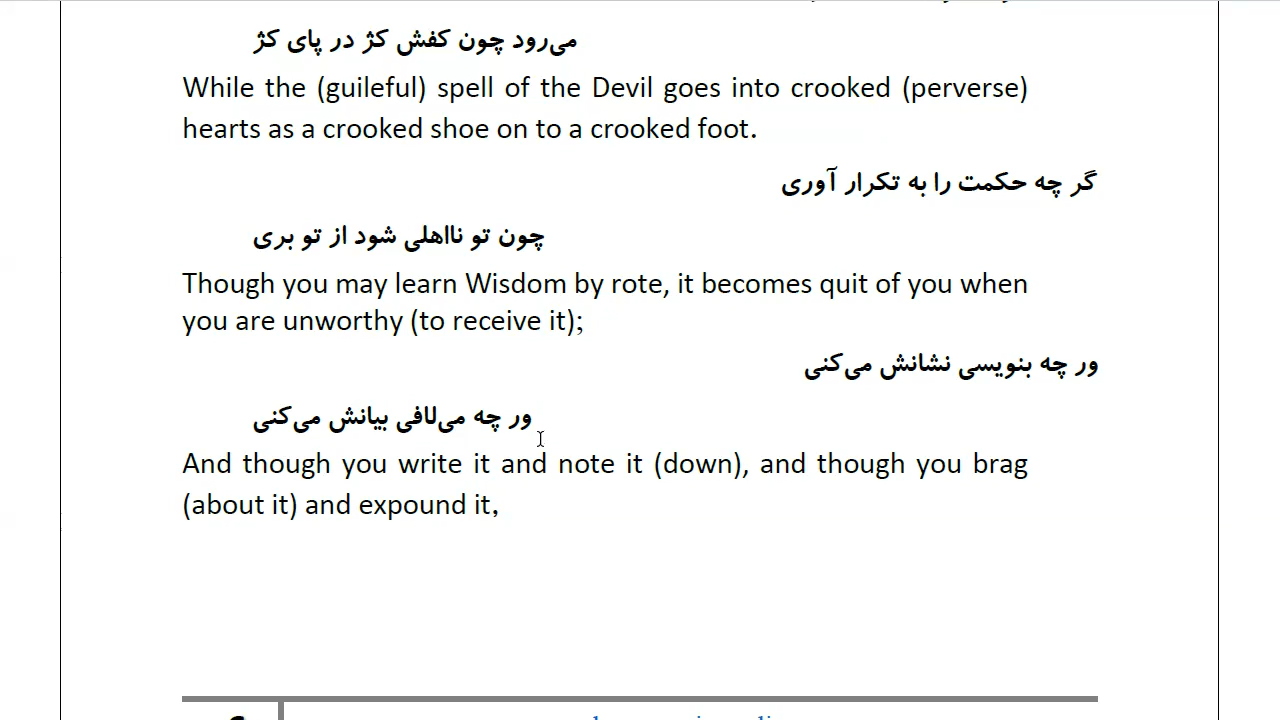 می‌رود چون کفش کژ در پای کژ
While the (guileful) spell of the Devil goes into crooked (perverse)
hearts as a crooked shoe on to a crooked foot.
گر چه حکمت را به تکرار آوری
چون تو نااهلی شود از تو بری
Though you may learn Wisdom by rote, it becomes quit of you when
you are unworthy (to receive it);
ور چه بنویسی نشانش می‌کنی
ور چه می‌لافی بیانش می‌کنی
And though you write it and note it (down), and though you brag
(about it) and expound it,